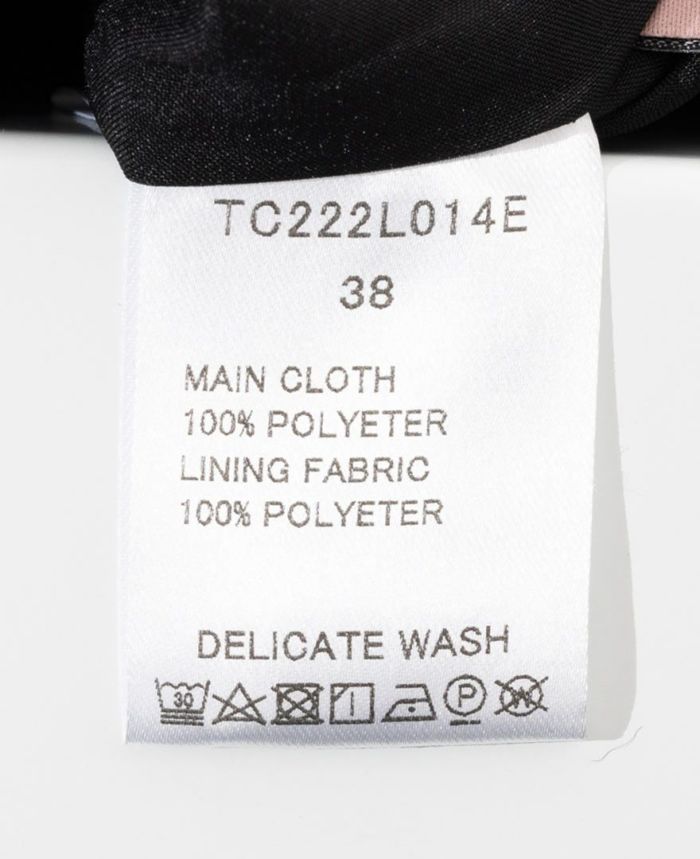 TC222L014E
38
MAIN CLOTH
100% POLYETER
LINING FABRIC
100% POLYETER
DELICATE WASH
30 P W